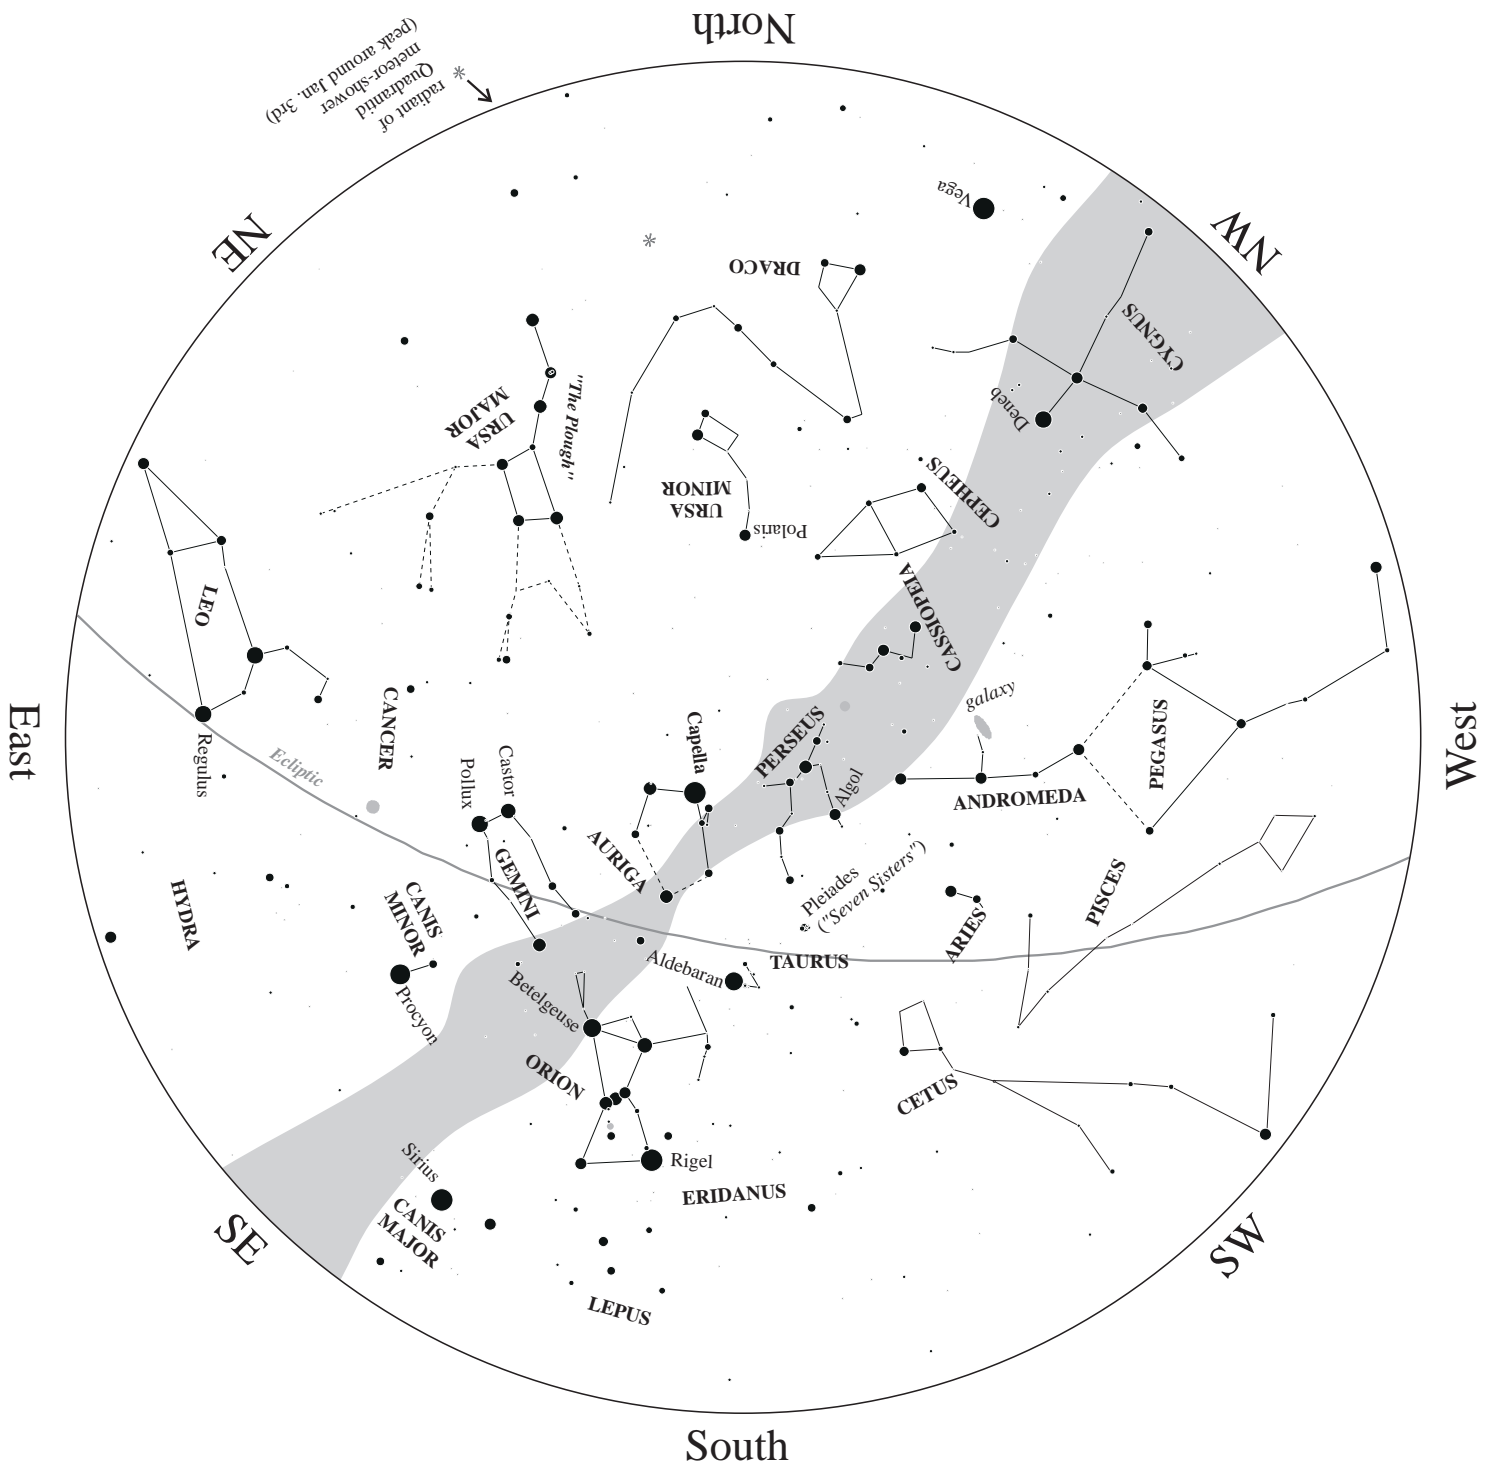 North
radiant of
Quadrantid
meteor-shower
(peak around Jan. 3rd)
NE
NW
Vega
DRACO
CYGNUS
Deneb
URSA
MAJOR
"The Plough"
URSA
MINOR
Polaris
CEPHEUS
CASSIOPEIA
LEO
galaxy
PEGASUS
East
West
Regulus
Ecliptic
CANCER
Pollux
Castor
Capella
PERSEUS
Algol
ANDROMEDA
GEMINI
AURIGA
Pleiades
("Seven Sisters")
PISCES
ARIES
HYDRA
CANIS
MINOR
Procyon
Aldebaran
TAURUS
Betelgeuse
ORION
CETUS
Rigel
ERIDANUS
Sirius
CANIS
MAJOR
LEPUS
SE
SW
South